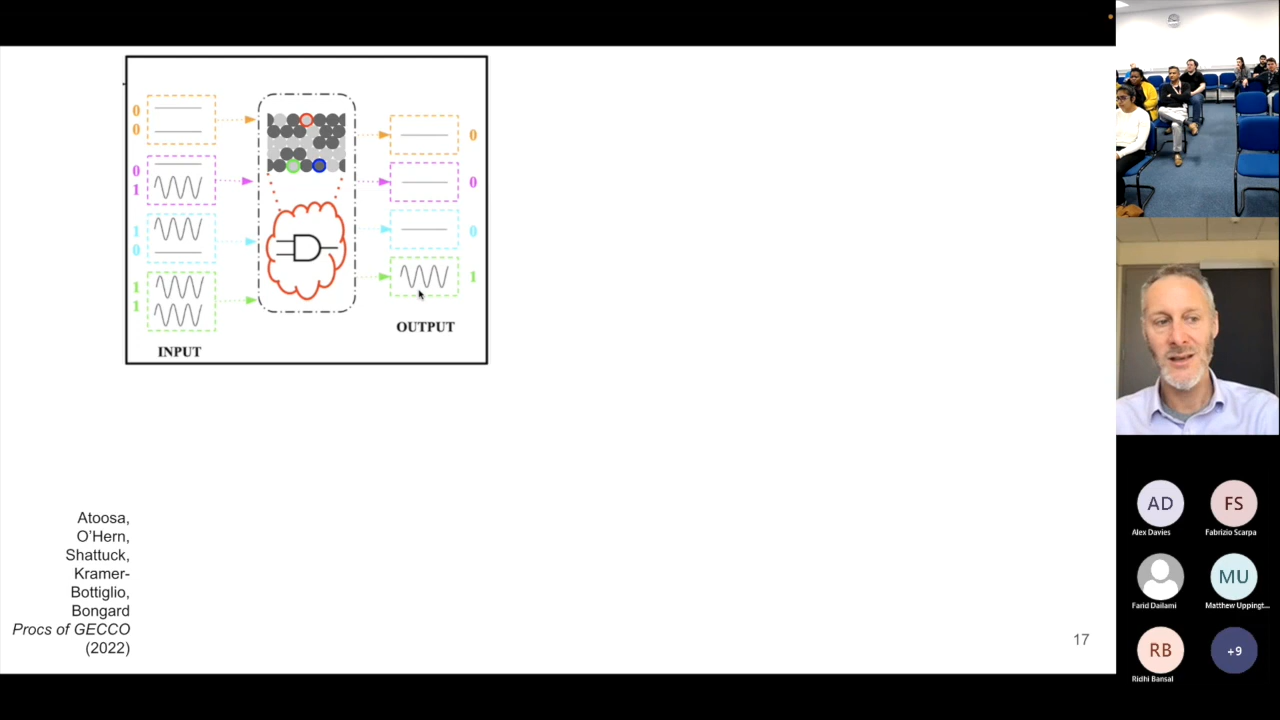 0
0
0
1
1
0
1
1
0
0
0
1
OUTPUT
INPUT
Atoosa,
O'Hern,
Shattuck,
Kramer-
Bottiglio,
Bongard
Procs of GECCO
(2022)
17
AD
FS
Alex Davies
Fabrizio Scarpa
MU
Farid Dailami
Matthew Uppingt...
RB
+9
Ridhi Bansal